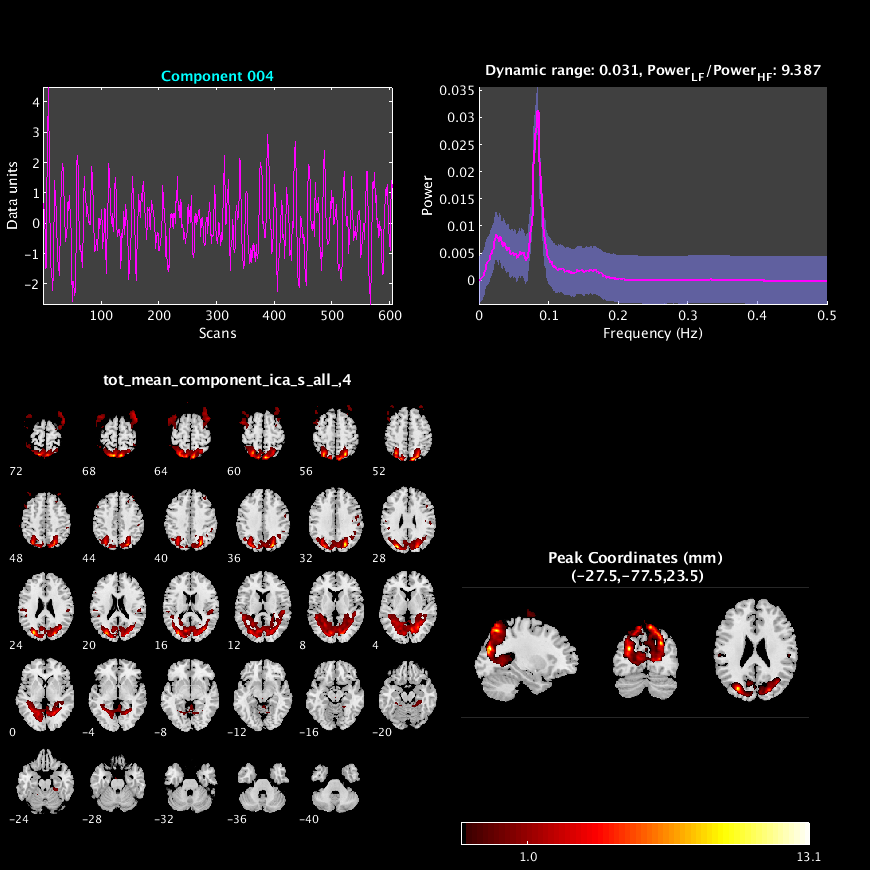 Component 004
Data units
4
3
2
1
0
−1
−2
100
200
300
400
500
600
Scans
Dynamic range: 0.031, Power_LF/Power_HF: 9.387
Power
0.035
0.03
0.025
0.02
0.015
0.01
0.005
0
0
0.1
0.2
0.3
0.4
0.5
Frequency (Hz)
tot_mean_component_ica_s_all_,4
72 68 64 60 56 52
48 44 40 36 32 28
24 20 16 12 8 4
0 −4 −8 −12 −16 −20
−24 −28 −32 −36 −40
Peak Coordinates (mm)
(−27.5,−77.5,23.5)
1.0 13.1